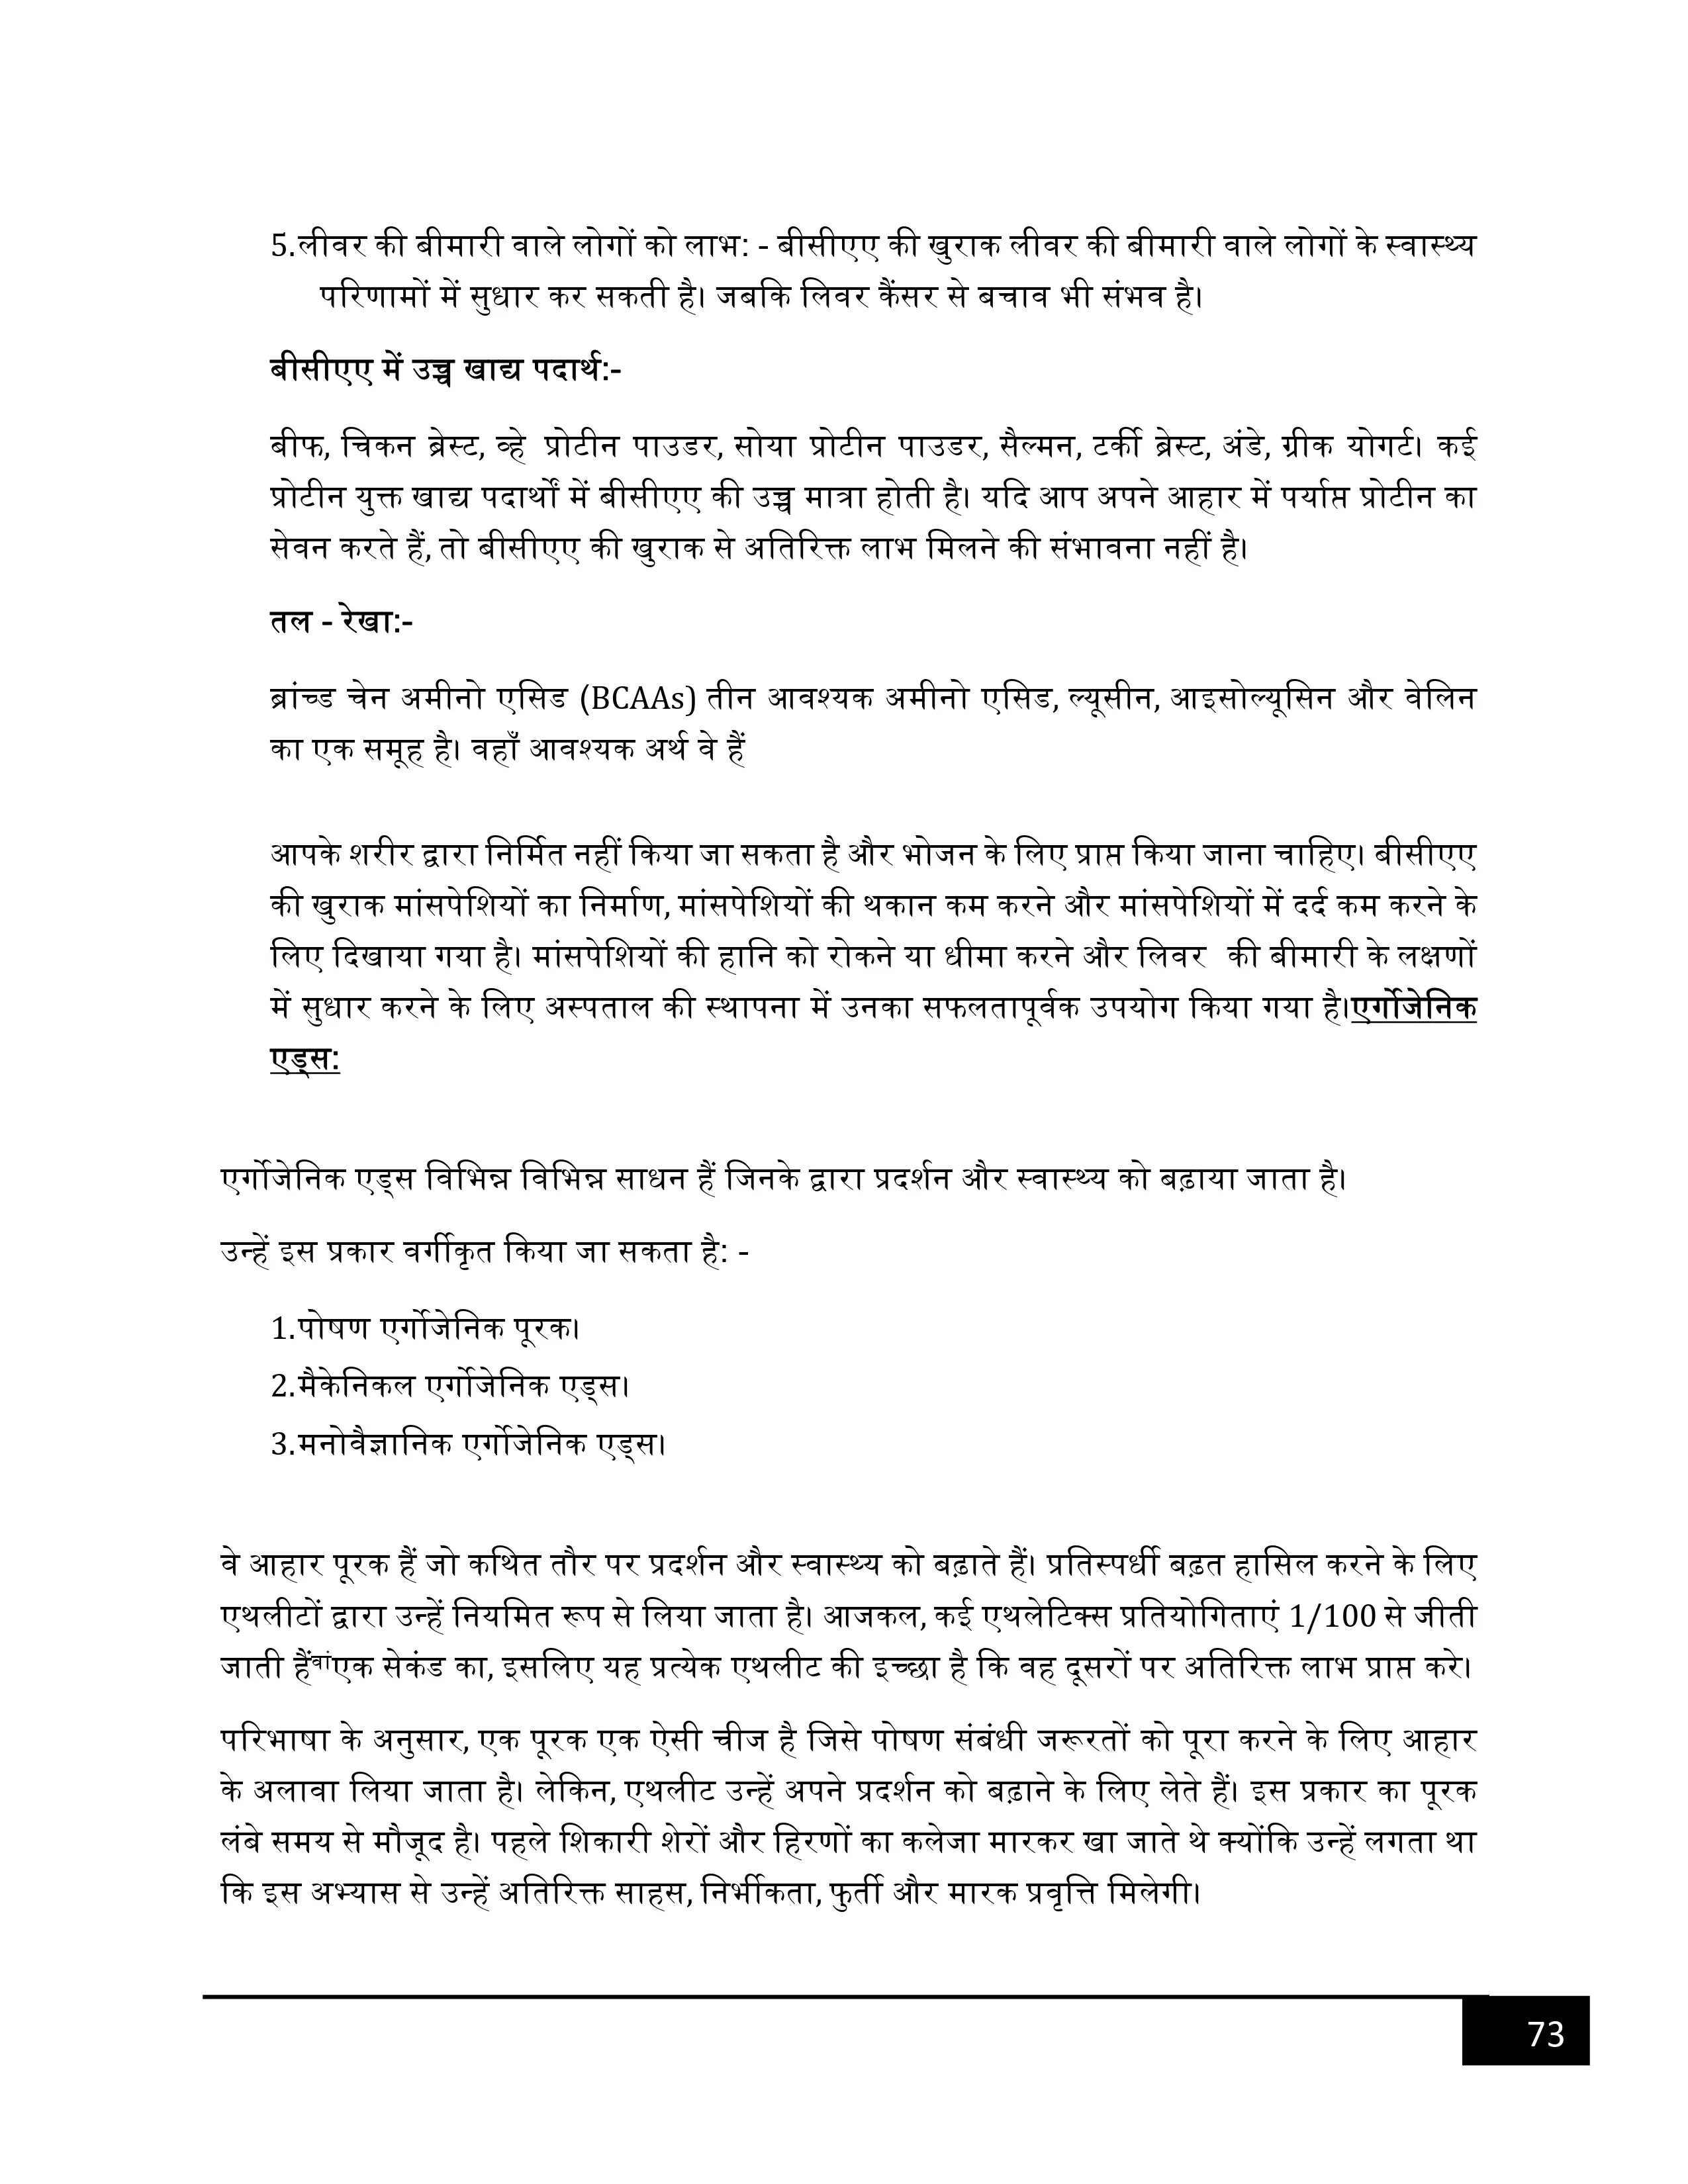 5.लीवर की बीमारी वाले लोगों को लाभ: - बीसीएए की खुराक लीवर की बीमारी वाले लोगों के स्वास्थ्य
परिणामों में सुधार कर सकती है। जबकि लिवर कैंसर से बचाव भी संभव है।
बीसीएए में उच्च खाद्य पदार्थ:-
बीफ, चिकन ब्रेस्ट, व्हे प्रोटीन पाउडर, सोया प्रोटीन पाउडर, सैल्मन, टर्की ब्रेस्ट, अंडे, ग्रीक योगर्ट। कई
प्रोटीन युक्त खाद्य पदार्थों में बीसीएए की उच्च मात्रा होती है। यदि आप अपने आहार में पर्याप्त प्रोटीन का
सेवन करते हैं, तो बीसीएए की खुराक से अतिरिक्त लाभ मिलने की संभावना नहीं है।
तल - रेखा:-
ब्रांच्ड चेन अमीनो एसिड (BCAAs) तीन आवश्यक अमीनो एसिड, ल्यूसीन, आइसोल्यूसिन और वेलिन
का एक समूह है। वहाँ आवश्यक अर्थ वे हैं
आपके शरीर द्वारा निर्मित नहीं किया जा सकता है और भोजन के लिए प्राप्त किया जाना चाहिए। बीसीएए
की खुराक मांसपेशियों का निर्माण, मांसपेशियों की थकान कम करने और मांसपेशियों में दर्द कम करने के
लिए दिखाया गया है। मांसपेशियों की हानि को रोकने या धीमा करने और लिवर की बीमारी के लक्षणों
में सुधार करने के लिए अस्पताल की स्थापना में उनका सफलतापूर्वक उपयोग किया गया है।एर्गोजेनिक
एड्स:
एर्गोजेनिक एड्स विभिन्न विभिन्न साधन हैं जिनके द्वारा प्रदर्शन और स्वास्थ्य को बढ़ाया जाता है।
उन्हें इस प्रकार वर्गीकृत किया जा सकता है: -
1.पोषण एर्गोजेनिक पूरक।
2.मैकेनिकल एर्गोजेनिक एड्स।
3.मनोवैज्ञानिक एर्गोजेनिक एड्स।
वे आहार पूरक हैं जो कथित तौर पर प्रदर्शन और स्वास्थ्य को बढ़ाते हैं। प्रतिस्पर्धी बढ़त हासिल करने के लिए
एथलीटों द्वारा उन्हें नियमित रूप से लिया जाता है। आजकल, कई एथलेटिक्स प्रतियोगिताएं 1/100 से जीती
जाती हैंवांएक सेकंड का, इसलिए यह प्रत्येक एथलीट की इच्छा है कि वह दूसरों पर अतिरिक्त लाभ प्राप्त करे।
परिभाषा के अनुसार, एक पूरक एक ऐसी चीज है जिसे पोषण संबंधी जरूरतों को पूरा करने के लिए आहार
के अलावा लिया जाता है। लेकिन, एथलीट उन्हें अपने प्रदर्शन को बढ़ाने के लिए लेते हैं। इस प्रकार का पूरक
लंबे समय से मौजूद है। पहले शिकारी शेरों और हिरणों का कलेजा मारकर खा जाते थे क्योंकि उन्हें लगता था
कि इस अभ्यास से उन्हें अतिरिक्त साहस, निर्भीकता, फुर्ती और मारक प्रवृत्ति मिलेगी।
73